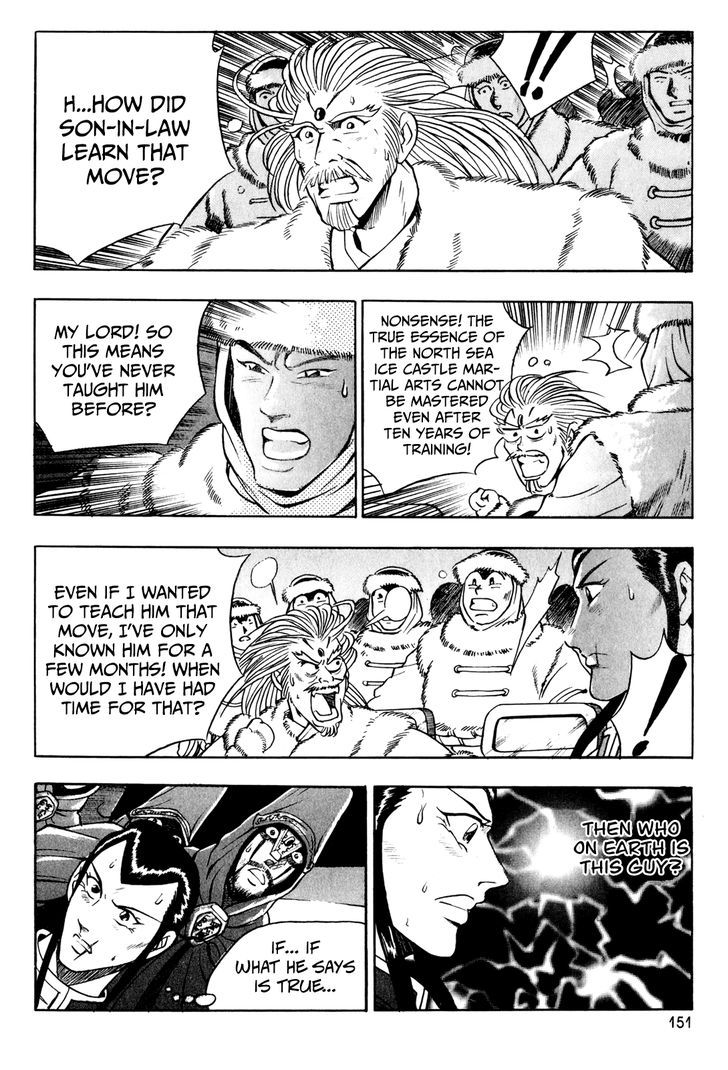 H...HOW DID
SON-IN-LAW
LEARN THAT
MOVE?
!!
MY LORD! SO
THIS MEANS
YOU'VE NEVER
TAUGHT HIM
BEFORE?
NONSENSE! THE
TRUE ESSENCE
OF THE NORTH SEA
ICE CASTLE MAR-
TIAL ARTS CANNOT
BE MASTERED
EVEN AFTER
TEN YEARS OF
TRAINING!
EVEN IF I WANTED
TO TEACH HIM THAT
MOVE, I'VE ONLY
KNOWN HIM FOR A
FEW MONTHS! WHEN
WOULD I HAVE HAD
TIME FOR THAT?
!
IF... IF
WHAT HE SAYS
IS TRUE...
THEN WHO
ON EARTH IS
THIS GUY?
151